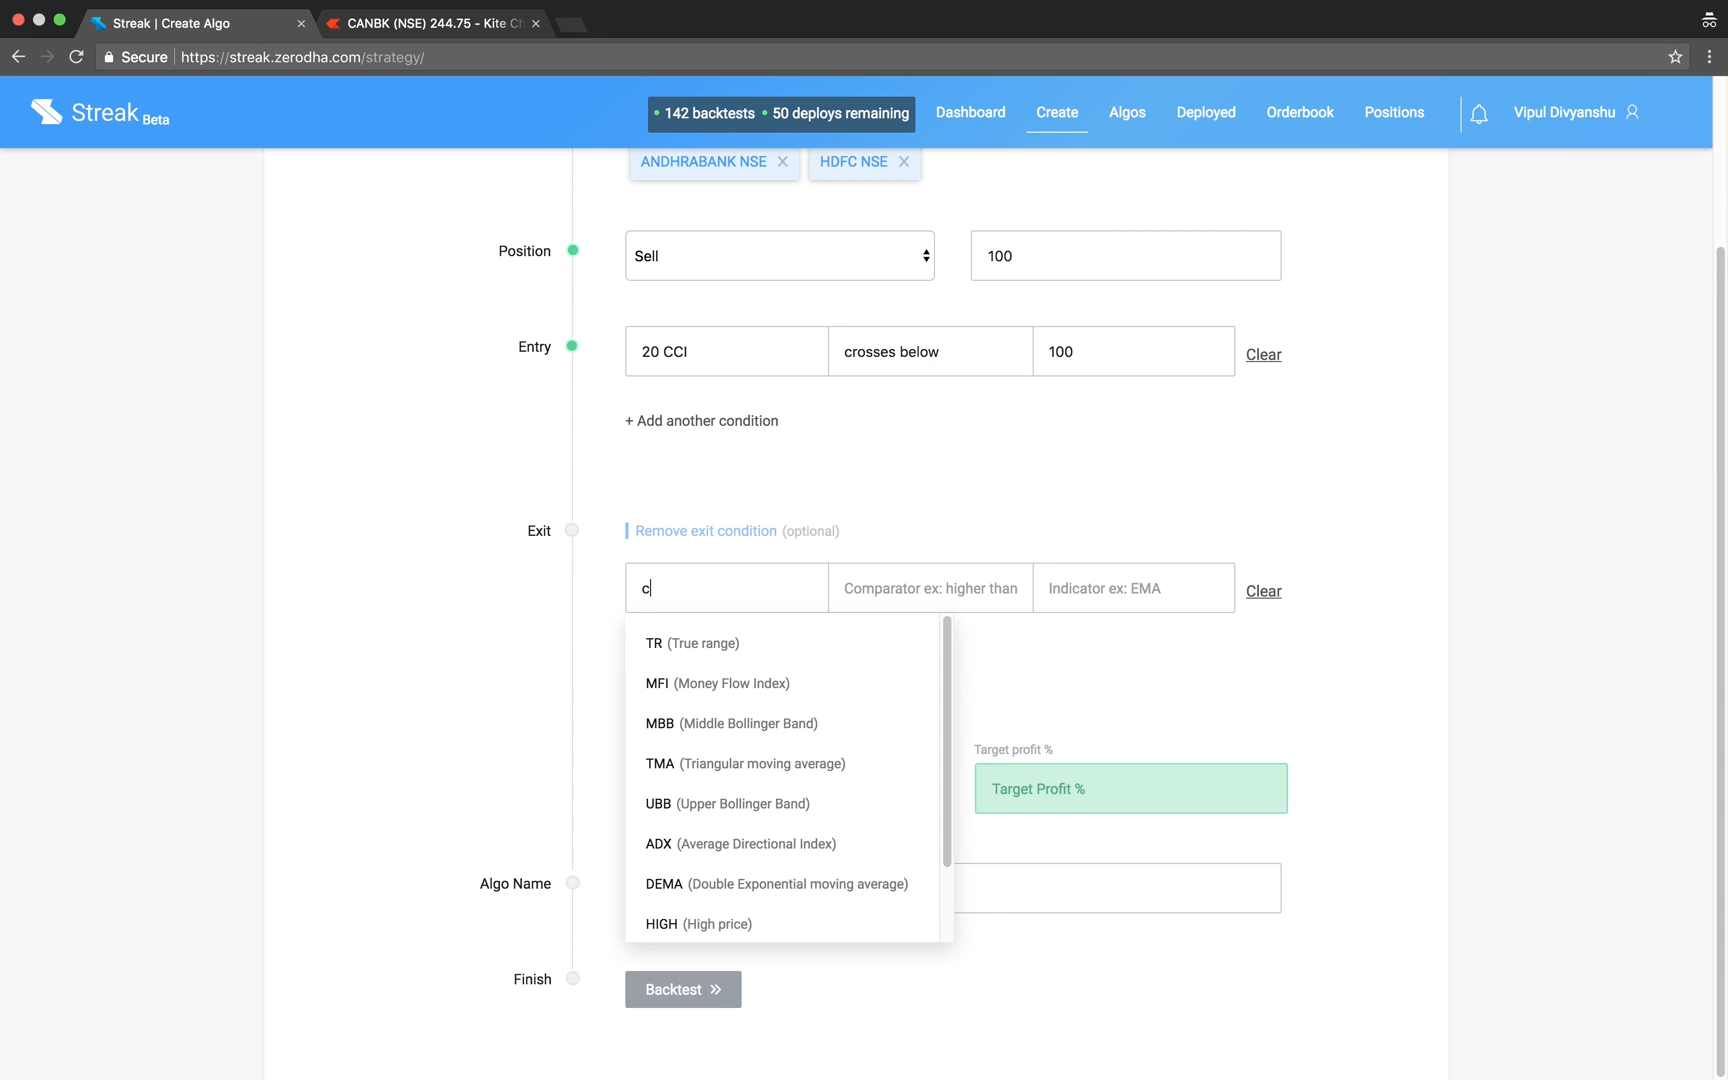 Streak | Create Algo
CANBK (NSE) 244.75 - Kite Ch
Secure https://streak.zerodha.com/strategy/
Streak Beta
• 142 backtests • 50 deploys remaining
Dashboard
Create
Algos
Deployed
Orderbook
Positions
Vipul Divyanshu
ANDHRABANK NSE
HDFC NSE
Position
Sell
100
Entry
20 CCI
crosses below
100
Clear
+ Add another condition
Exit
Remove exit condition (optional)
c
Comparator ex: higher than
Indicator ex: EMA
Clear
TR (True range)
MFI (Money Flow Index)
MBB (Middle Bollinger Band)
TMA (Triangular moving average)
UBB (Upper Bollinger Band)
ADX (Average Directional Index)
DEMA (Double Exponential moving average)
HIGH (High price)
Target profit %
Target Profit %
Algo Name
Finish
Backtest »